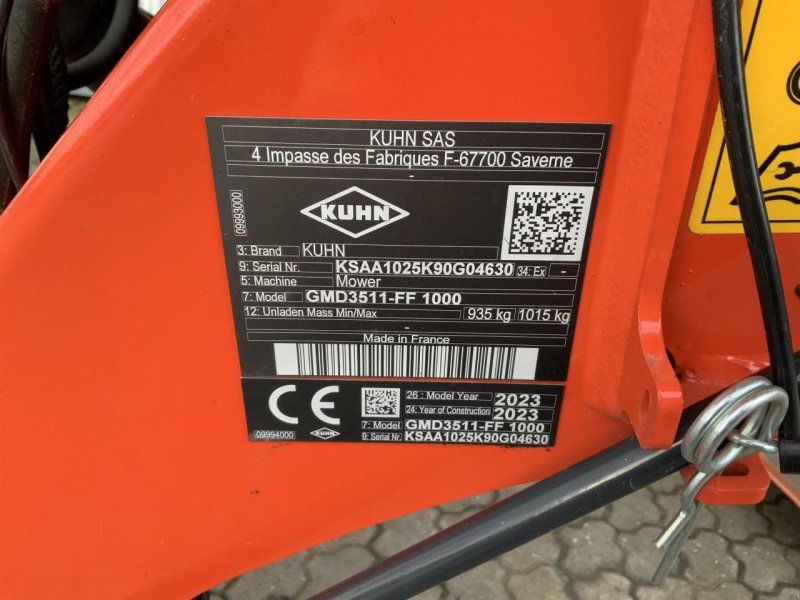 KUHN SAS
4 Impasse des Fabriques F-67700 Saverne
-
09993000
KUHN
3: Brand KUHN
9: Serial Nr. KSAA1025K90G04630 34: Ex -
5: Machine Mower
7: Model GMD3511-FF 1000
12: Unladen Mass Min/Max 935 kg 1015 kg
-
Made in France
CE 26 : Model Year 2023
24: Year of Construction 2023
7: Model GMD3511-FF 1000
09994000 KUHN 9: Serial Nr. KSAA1025K90G04630